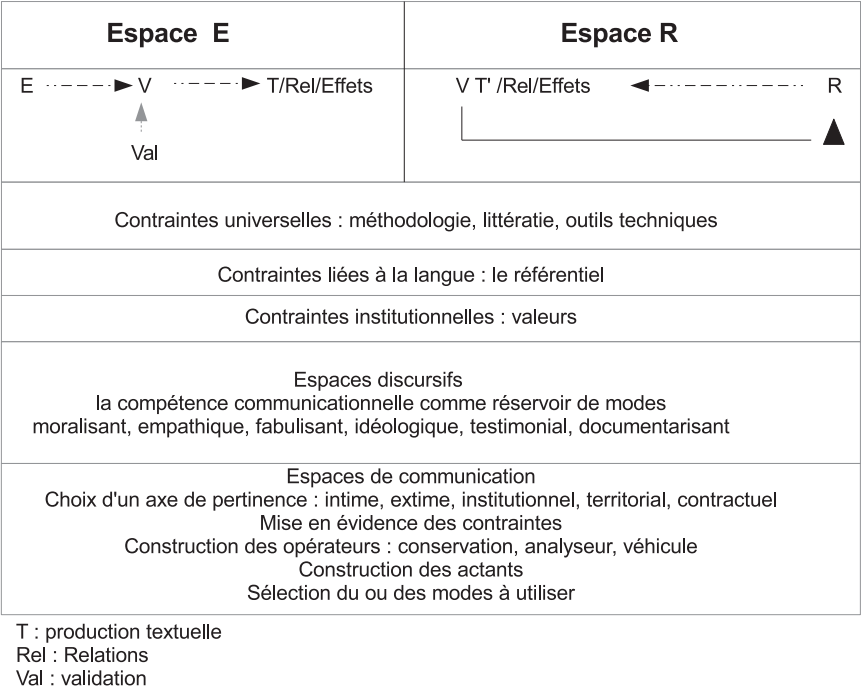 Espace E
Espace R
E V T/Rel/Effets
V T' /Rel/Effets R
Val
Contraintes universelles : méthodologie, littératie, outils techniques
Contraintes liées à la langue : le référentiel
Contraintes institutionnelles : valeurs
Espaces discursifs
la compétence communicationnelle comme réservoir de modes
moralisant, empathique, fabulisant, idéologique, testimonial, documentarisant
Espaces de communication
Choix d'un axe de pertinence : intime, extime, institutionnel, territorial, contractuel
Mise en évidence des contraintes
Construction des opérateurs : conservation, analyseur, véhicule
Construction des actants
Sélection du ou des modes à utiliser
T : production textuelle
Rel : Relations
Val : validation